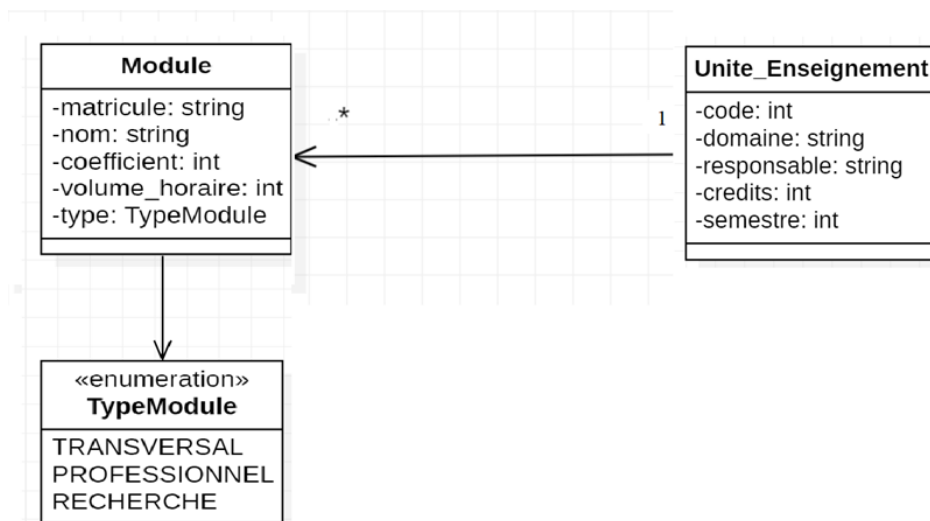 Module
-matricule: string
-nom: string
-coefficient: int
-volume_horaire: int
-type: TypeModule
*
1
Unite_Enseignement
-code: int
-domaine: string
-responsable: string
-credits: int
-semestre: int
«enumeration»
TypeModule
TRANSVERSAL
PROFESSIONNEL
RECHERCHE